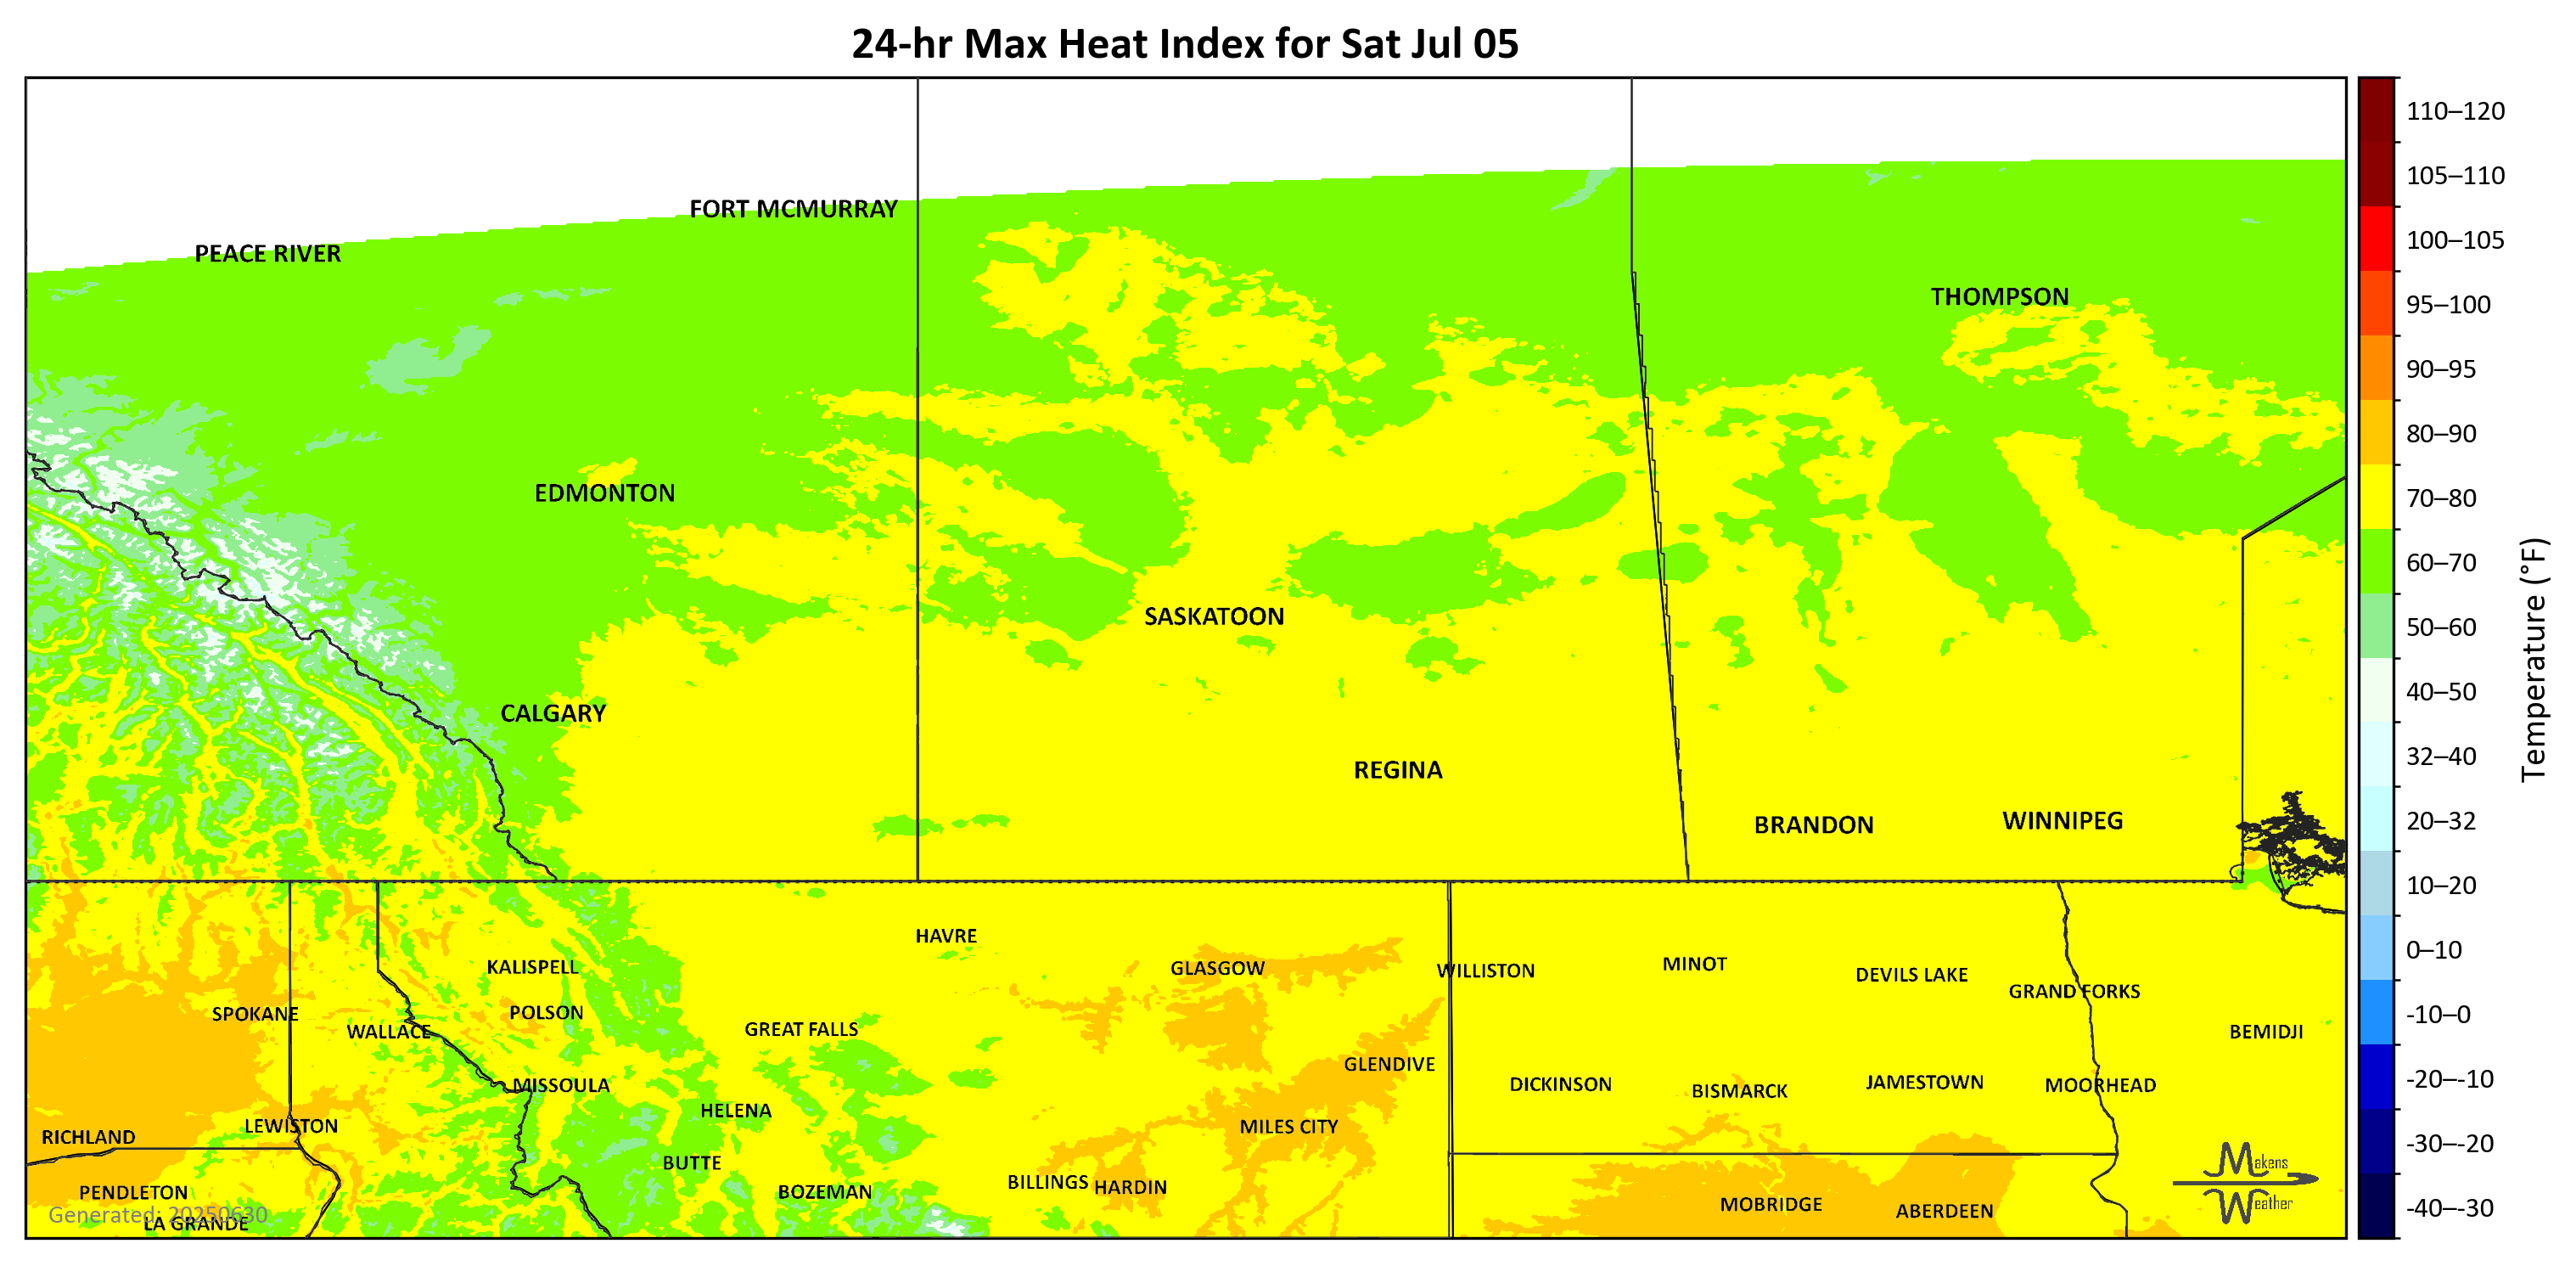 24-hr Max Heat Index for Sat Jul 05
FORT MCMURRAY
PEACE RIVER
THOMPSON
EDMONTON
SASKATOON
CALGARY
REGINA
WINNIPEG
BRANDON
HAVRE
MINOT
KALISPELL
GLASGOW
WILLISTON
DEVILS LAKE
GRAND FORKS
SPOKANE
POLSON
GREAT FALLS
WALLACE
BEMIDJI
GLENDIVE
MISSOULA
DICKINSON
BISMARCK
JAMESTOWN
MOORHEAD
HELENA
LEWISTON
MILES CITY
RICHLAND
BUTTE
BILLINGS
HARDIN
PENDLETON
BOZEMAN
MOBRIDGE
ABERDEEN
Generated: 20250630
LA GRANDE
Makens
Weather
110–120
105–110
100–105
95–100
90–95
80–90
70–80
60–70
50–60
40–50
32–40
20–32
10–20
0–10
-10–0
-20–-10
-30–-20
-40–-30
Temperature (°F)